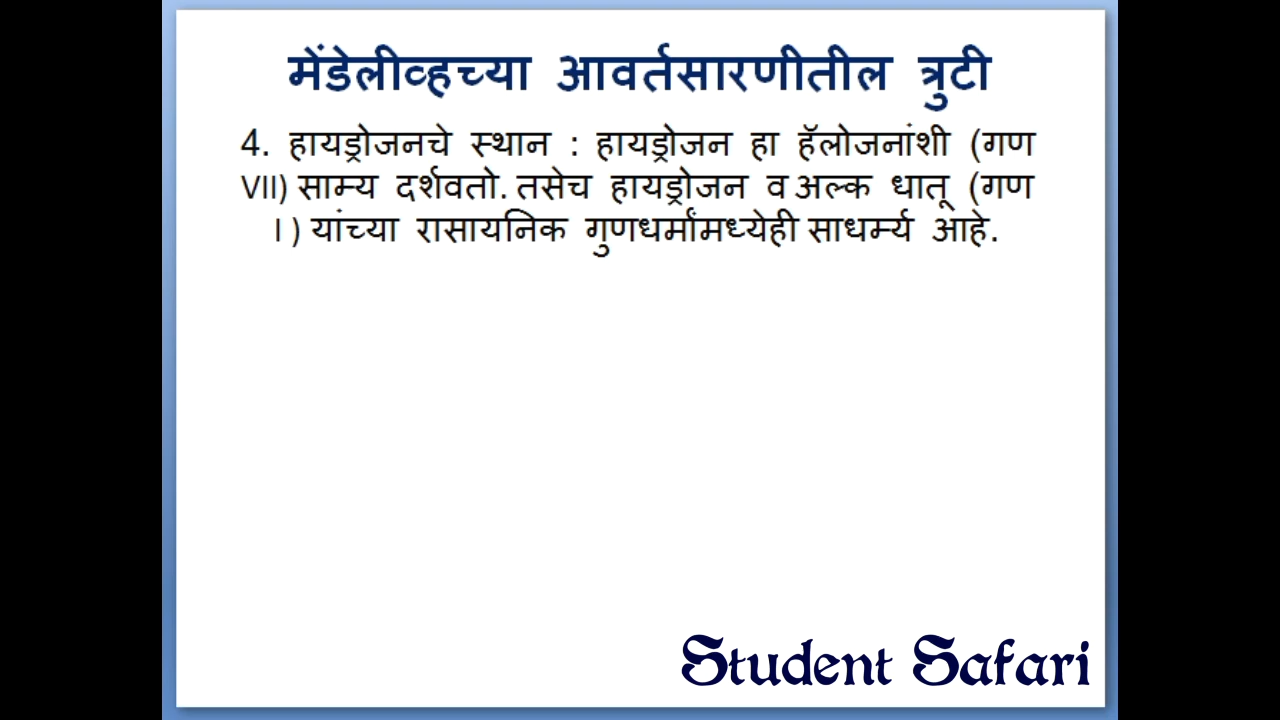 मेंडेलीव्हच्या आवर्तसारणीतील त्रुटी
4. हायड्रोजनचे स्थान : हायड्रोजन हा हॅलोजनांशी (गण
VII) साम्य दर्शवतो. तसेच हायड्रोजन व अल्क धातू (गण
I ) यांच्या रासायनिक गुणधर्मांमध्येही साधर्म्य आहे.
Student Safari